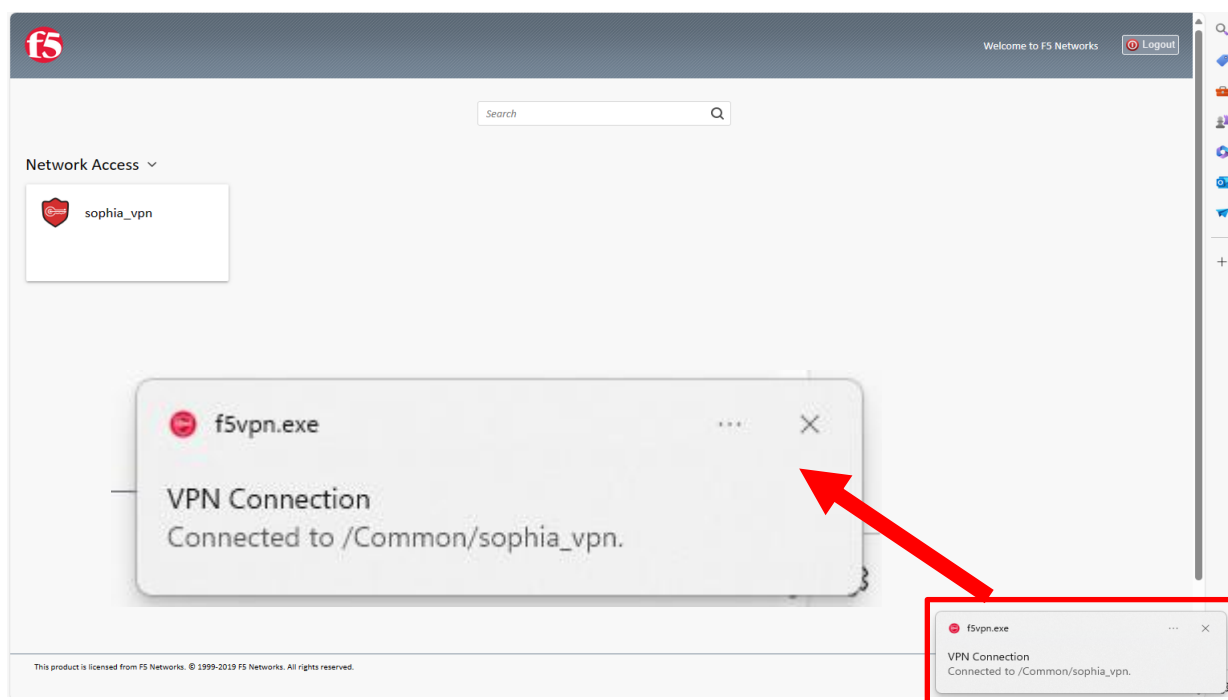 f5
Welcome to F5 Networks
Logout
Search
Network Access
sophia_vpn
f5vpn.exe
VPN Connection
Connected to /Common/sophia_vpn.
f5vpn.exe
VPN Connection
Connected to /Common/sophia_vpn.
This product is licensed from F5 Networks. © 1999-2019 F5 Networks. All rights reserved.